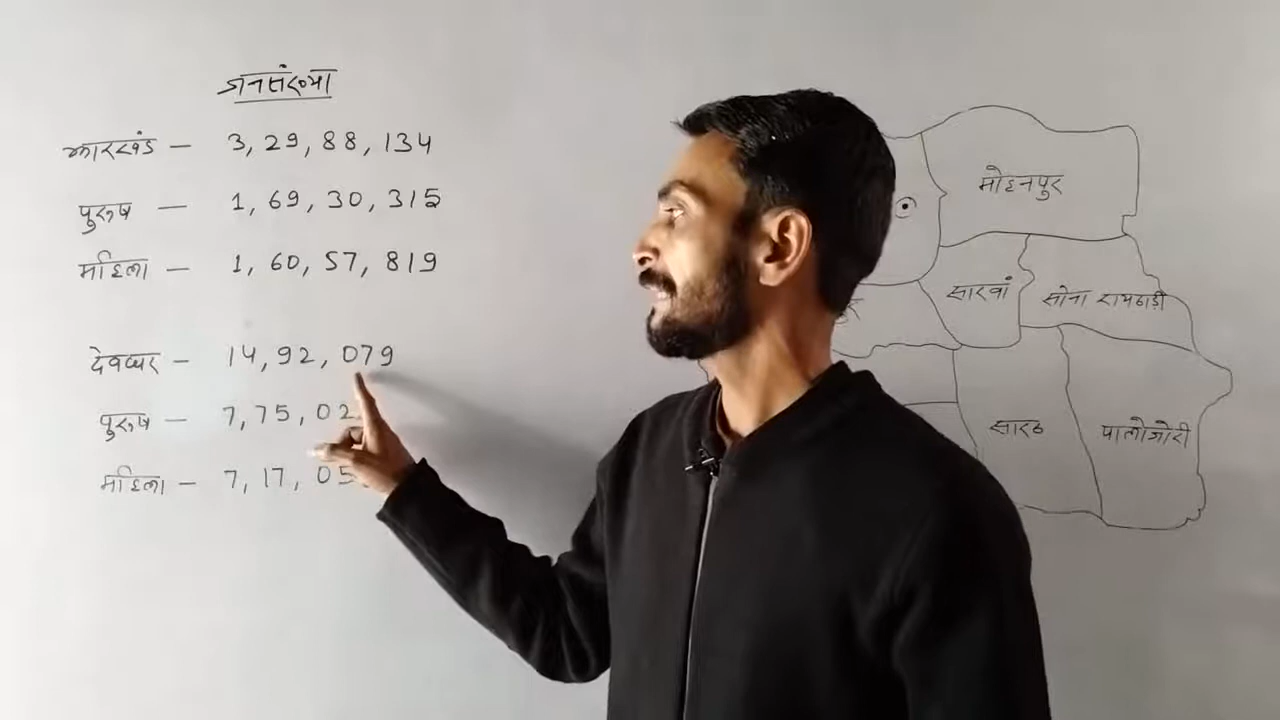 जनसंख्या
झारखंड — 3,29,88,134
पुरुष — 1,69,30,315
महिला — 1,60,57,819
देवघर — 14,92,079
पुरुष — 7,75,02
महिला — 7,17,05
मोहनपुर
सारवां
सोना रायठाड़ी
सारठ
पालोजोरी